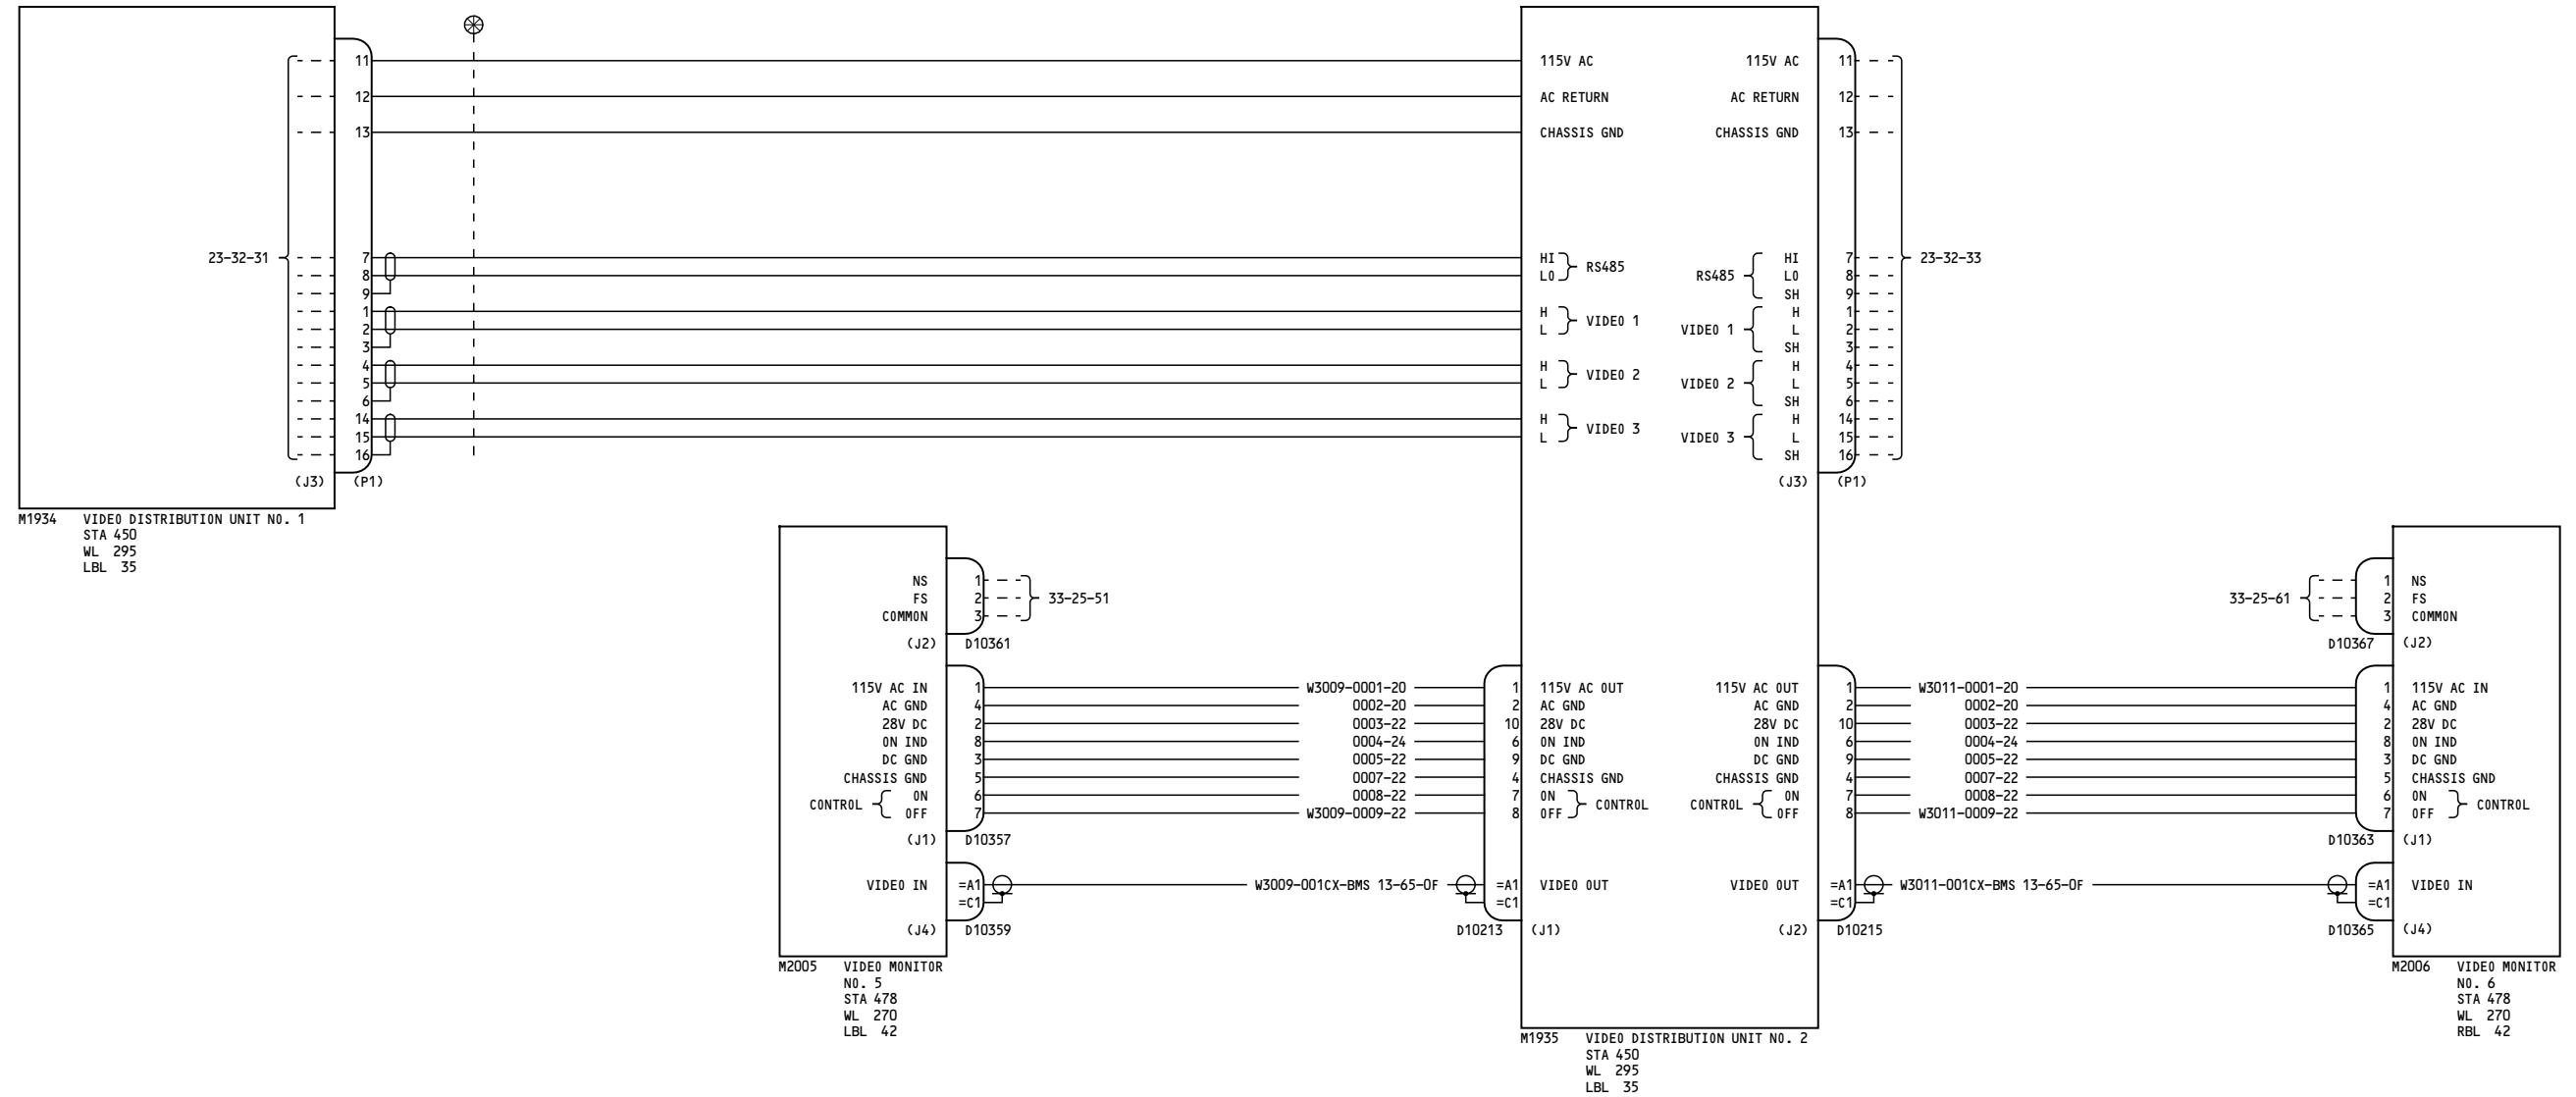 11 115V AC 115V AC 11
12 AC RETURN AC RETURN 12
13 CHASSIS GND CHASSIS GND 13
23-32-31 7 HI HI 7 23-32-33
RS485
8 LO RS485 LO 8
9 SH 9
1 H H 1
VIDEO 1
2 L VIDEO 1 L 2
3 SH 3
4 H H 4
VIDEO 2
5 L VIDEO 2 L 5
6 SH 6
14 H H 14
VIDEO 3
15 L VIDEO 3 L 15
16 SH 16
(J3) (P1) (J3) (P1)
M1934 VIDEO DISTRIBUTION UNIT NO. 1
STA 450
WL 295
LBL 35
NS 1 1 NS
FS 2 33-25-51 33-25-61 2 FS
COMMON 3 3 COMMON
(J2) D10361 D10367 (J2)
115V AC IN 1 W3009-0001-20 1 115V AC OUT 115V AC OUT 1 W3011-0001-20 1 115V AC IN
AC GND 4 0002-20 2 AC GND AC GND 2 0002-20 4 AC GND
28V DC 2 0003-22 10 28V DC 28V DC 10 0003-22 2 28V DC
ON IND 8 0004-24 6 ON IND ON IND 6 0004-24 8 ON IND
DC GND 3 0005-22 9 DC GND DC GND 9 0005-22 3 DC GND
CHASSIS GND 5 0007-22 4 CHASSIS GND CHASSIS GND 4 0007-22 5 CHASSIS GND
ON 6 0008-22 7 ON ON 7 0008-22 6 ON
CONTROL CONTROL CONTROL CONTROL
OFF 7 W3009-0009-22 8 OFF OFF 8 W3011-0009-22 7 OFF
(J1) D10357 D10363 (J1)
VIDEO IN =A1 W3009-001CX-BMS 13-65-0F =A1 VIDEO OUT VIDEO OUT =A1 W3011-001CX-BMS 13-65-0F =A1 VIDEO IN
=C1 =C1 =C1 =C1
(J4) D10359 D10213 (J1) (J2) D10215 D10365 (J4)
M2005 VIDEO MONITOR
NO. 5
STA 478
WL 270
LBL 42
M2006 VIDEO MONITOR
NO. 6
STA 478
WL 270
RBL 42
M1935 VIDEO DISTRIBUTION UNIT NO. 2
STA 450
WL 295
LBL 35